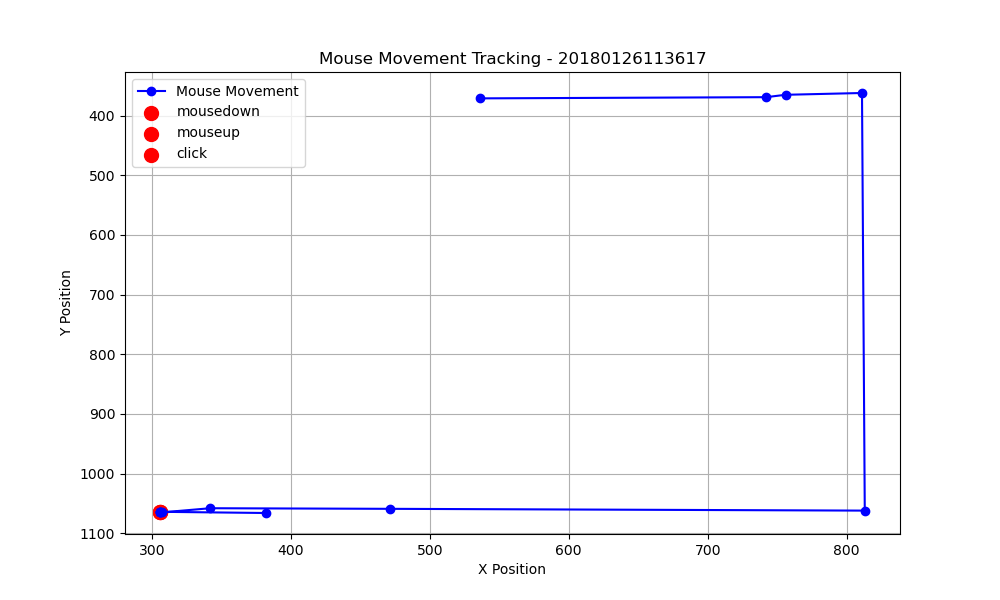 Mouse Movement Tracking - 20180126113617
Mouse Movement
mousedown
mouseup
click
400
500
600
700
800
900
1000
1100
Y Position
300 400 500 600 700 800
X Position